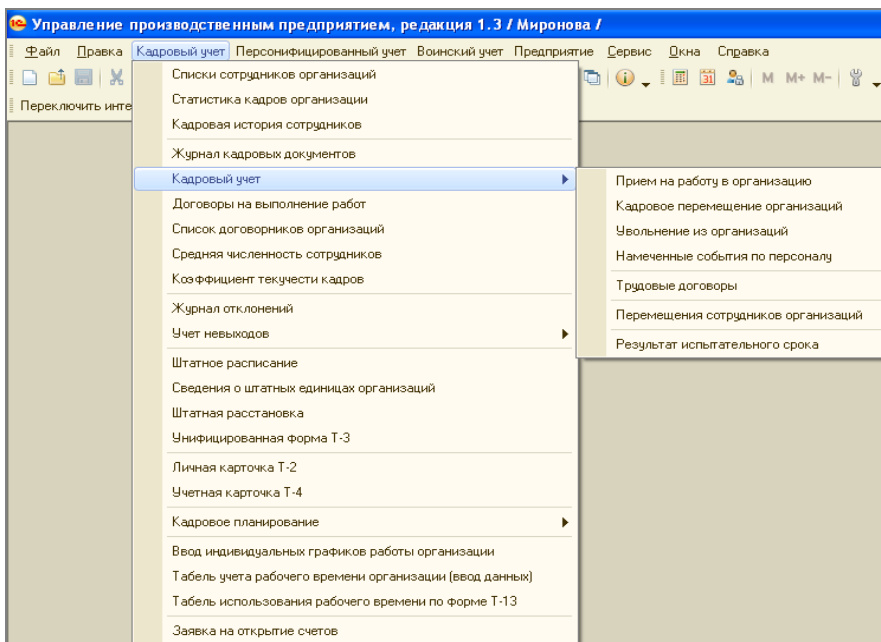 Управление производственным предприятием, редакция 1.3 / Миронова /
Файл Правка Кадровый учет Персонифицированный учет Воинский учет Предприятие Сервис Окна Справка
M M+ M-
Переключить инте
Списки сотрудников организаций
Статистика кадров организации
Кадровая история сотрудников
Журнал кадровых документов
Кадровый учет
Договоры на выполнение работ
Список договорников организаций
Средняя численность сотрудников
Коэффициент текучести кадров
Журнал отклонений
Учет невыходов
Штатное расписание
Сведения о штатных единицах организаций
Штатная расстановка
Унифицированная форма Т-3
Личная карточка Т-2
Учетная карточка Т-4
Кадровое планирование
Ввод индивидуальных графиков работы организации
Табель учета рабочего времени организации (ввод данных)
Табель использования рабочего времени по форме Т-13
Заявка на открытие счетов
Прием на работу в организацию
Кадровое перемещение организаций
Увольнение из организаций
Намеченные события по персоналу
Трудовые договоры
Перемещения сотрудников организаций
Результат испытательного срока